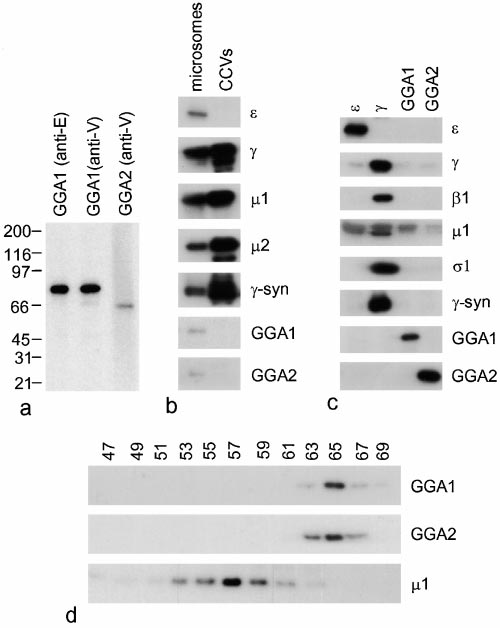 GGA1 (anti-E)
GGA1(anti-V)
GGA2 (anti-V)
200
116
97
66
45
31
21
a
microsomes
CCVs
ε
γ
μ1
μ2
γ-syn
GGA1
GGA2
b
ε
γ
GGA1
GGA2
ε
γ
β1
μ1
σ1
γ-syn
GGA1
GGA2
c
47 49 51 53 55 57 59 61 63 65 67 69
GGA1
GGA2
μ1
d